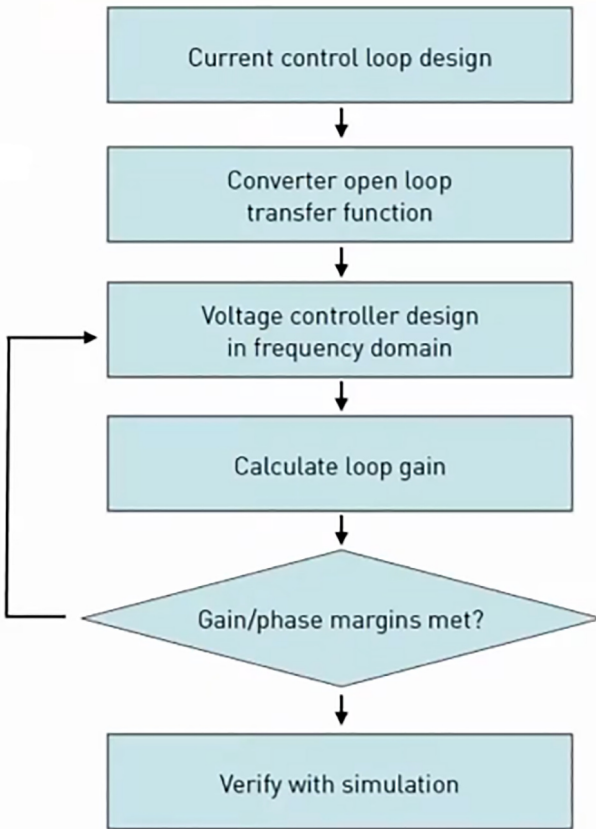 Current control loop design
Converter open loop
transfer function
Voltage controller design
in frequency domain
Calculate loop gain
Gain/phase margins met?
Verify with simulation